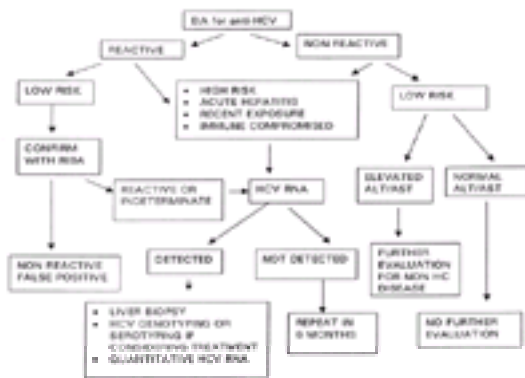 EIA for anti-HCV
REACTIVE
NON REACTIVE
LOW RISK
• HIGH RISK
• ACUTE HEPATITIS
• RECENT EXPOSURE
• IMMUNE COMPROMISED
LOW RISK
CONFIRM
WITH RIBA
REACTIVE OR
INDETERMINATE
HCV RNA
ELEVATED
ALT/AST
NORMAL
ALT/AST
NON REACTIVE
FALSE POSITIVE
DETECTED
NOT DETECTED
FURTHER
EVALUATION
FOR NON HC
DISEASE
• LIVER BIOPSY
• HCV GENOTYPING OR
SEROTYPING IF
CONSIDERING TREATMENT
• QUANTITATIVE HCV RNA
REPEAT IN
MONTHS
NO FURTHER
EVALUATION